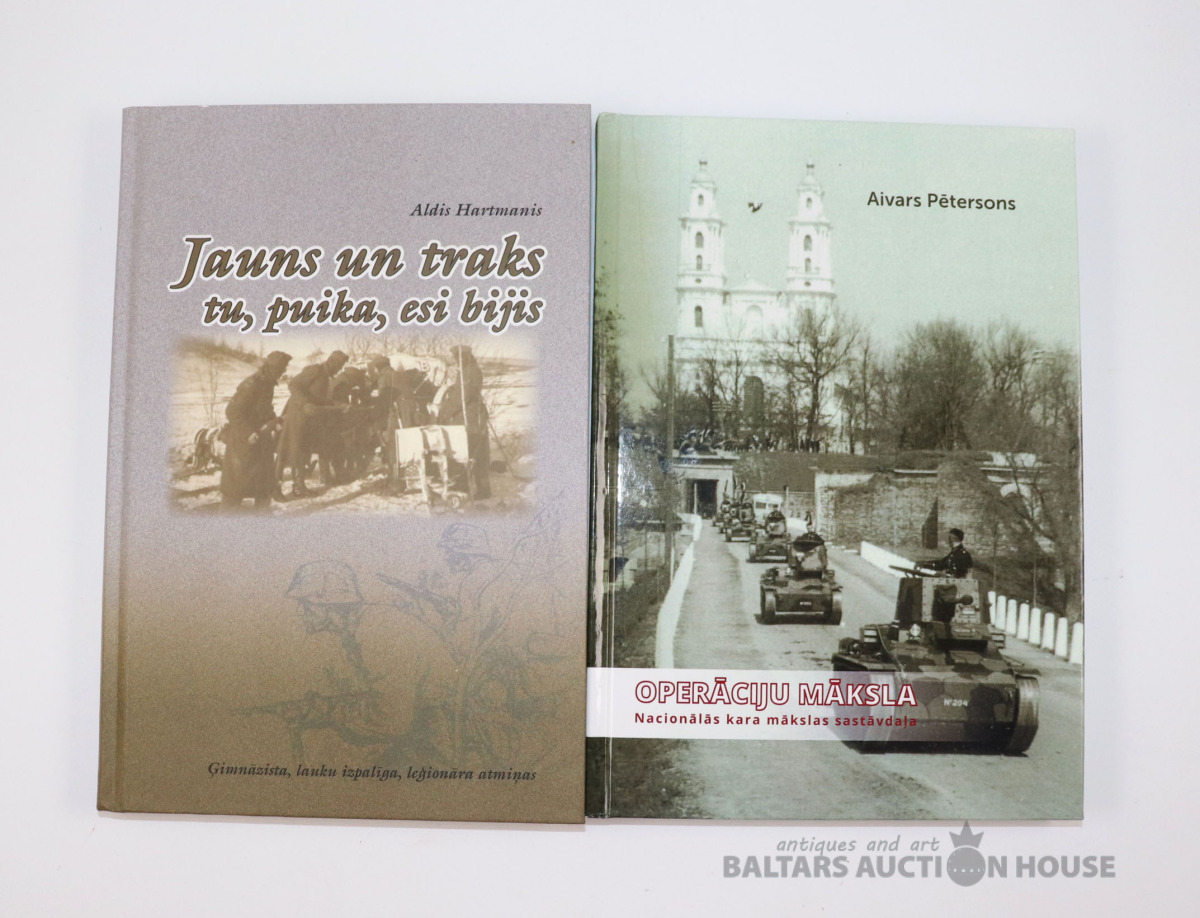 Aldis Hartmanis
Jauns un traks
tu, puika, esi bijis
Ģimnāzista, lauku izpalīga, leģionāra atmiņas
Aivars Pētersons
Nº204
OPERĀCIJU MĀKSLA
Nacionālās kara mākslas sastāvdaļa
antiques and art
BALTARS AUCTION HOUSE